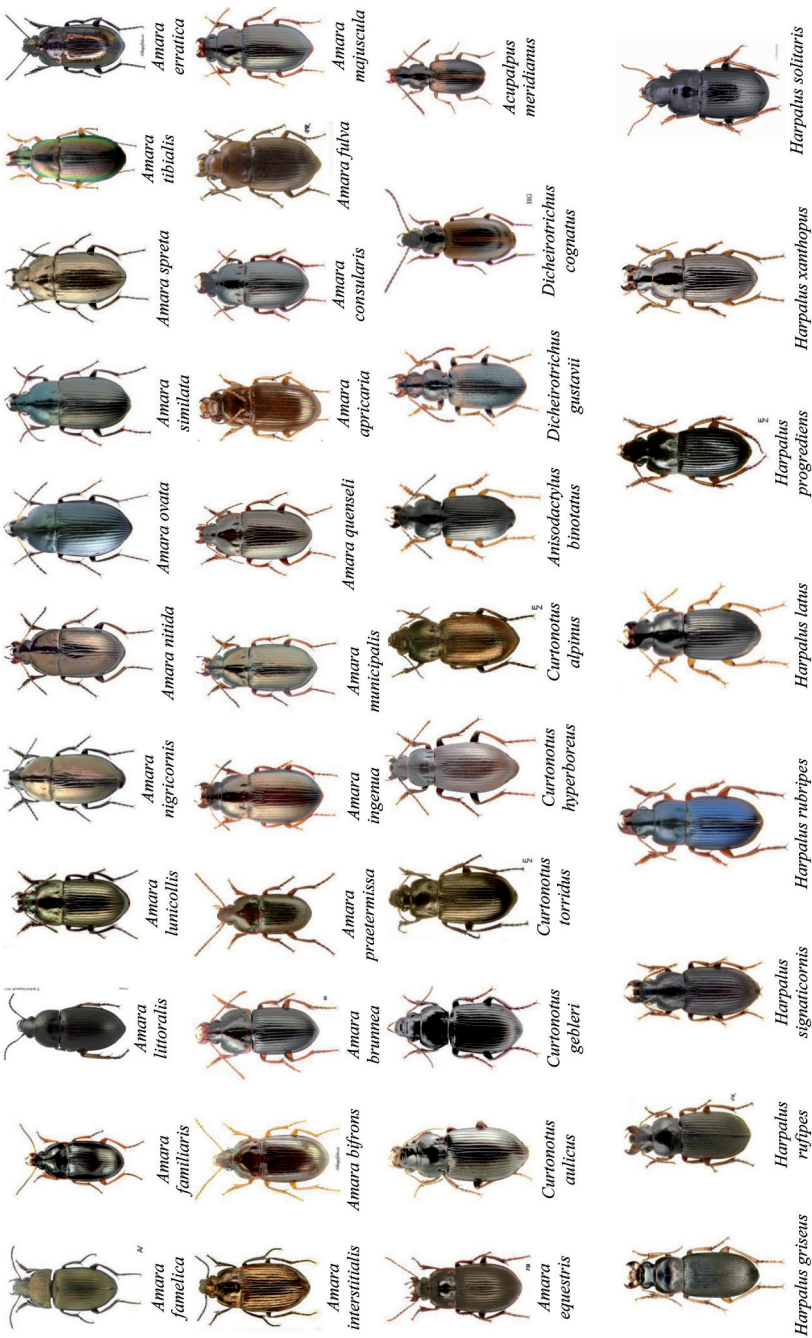 Amara
famelica
Amara
familiaris
Amara
littoralis
Amara
lunicollis
Amara
nigricornis
Amara nitida
Amara ovata
Amara
similata
Amara spreta
Amara
tibialis
Amara
erratica
Amara
interstitialis
Amara bifrons
Amara
brunnea
Amara
praetermissa
Amara
ingenua
Amara
municipalis
Amara quenseli
Amara
apricaria
Amara
consularis
Amara fulva
Amara
majuscula
Amara
equestris
Curtonotus
aulicus
Curtonotus
gebleri
Curtonotus
torridus
Curtonotus
hyperboreus
Curtonotus
alpinus
Anisodactylus
binotatus
Dicheirotrichus
gustavii
HG
Dicheirotrichus
cognatus
Acupalpus
meridianus
Harpalus griseus
Harpalus
rufipes
Harpalus
signaticornis
Harpalus rubripes
Harpalus latus
Harpalus
progrediens
Harpalus xanthopus
Harpalus solitaris